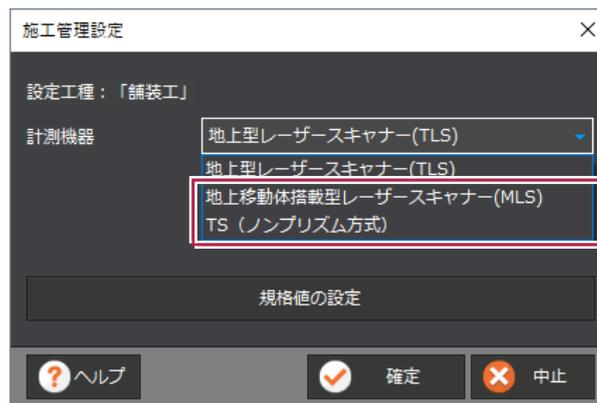 施工管理設定
設定工種：「舗装工」
計測機器 地上型レーザースキャナー(TLS)
地上型レーザースキャナー(TLS)
地上移動体搭載型レーザースキャナー(MLS)
TS（ノンプリズム方式）
規格値の設定
ヘルプ 確定 中止